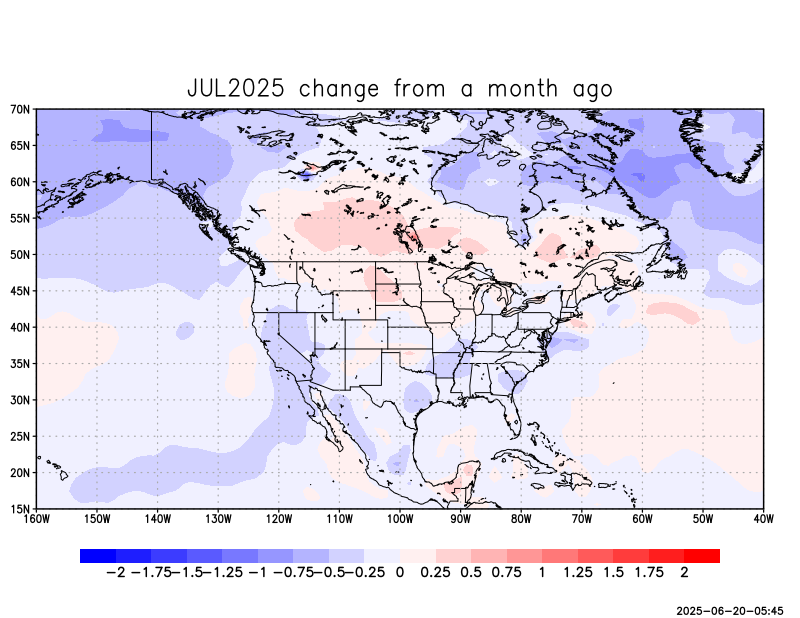 JUL2025 change from a month ago
70N
65N
60N
55N
50N
45N
40N
35N
30N
25N
20N
15N
160W 150W 140W 130W 120W 110W 100W 90W 80W 70W 60W 50W 40W
−2 −1.75 −1.5 −1.25 −1 −0.75 −0.5 −0.25 0 0.25 0.5 0.75 1 1.25 1.5 1.75 2
2025-06-20-05:45